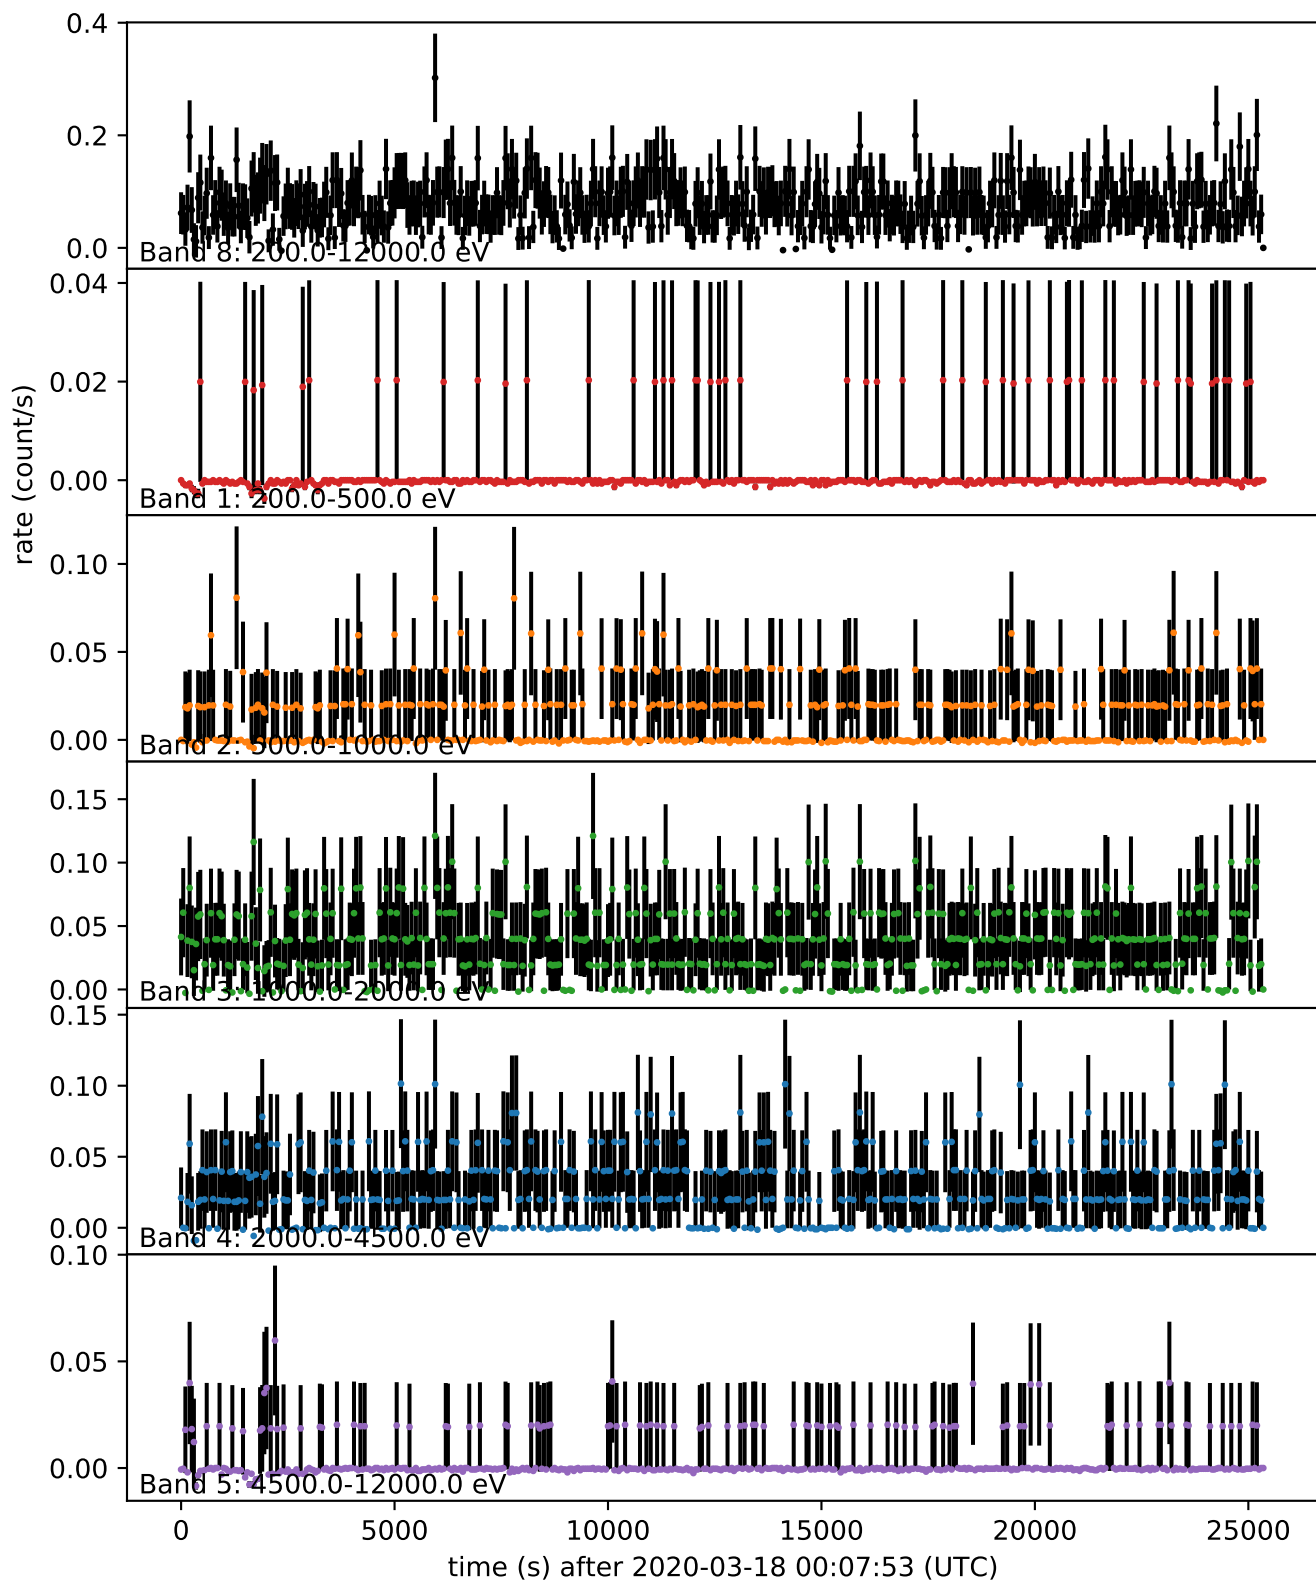 0.4
0.2
0.0
Band 8: 200.0-12000.0 eV
0.04
0.02
0.00
Band 1: 200.0-500.0 eV
rate (count/s)
0.10
0.05
0.00
Band 2: 500.0-1000.0 eV
0.15
0.10
0.05
0.00
Band 3: 1000.0-2000.0 eV
0.15
0.10
0.05
0.00
Band 4: 2000.0-4500.0 eV
0.10
0.05
0.00
Band 5: 4500.0-12000.0 eV
0 5000 10000 15000 20000 25000
time (s) after 2020-03-18 00:07:53 (UTC)